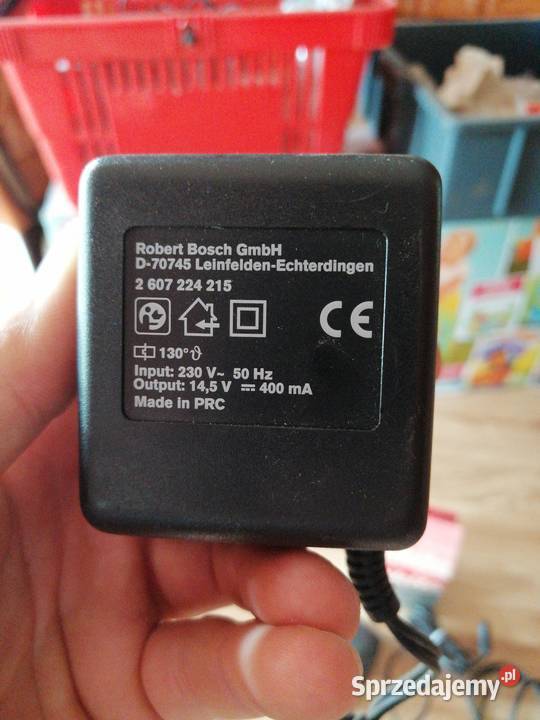 Robert Bosch GmbH
D-70745 Leinfelden-Echterdingen
2 607 224 215
CE
130°ϑ
Input: 230 V~ 50 Hz
Output: 14,5 V ⎓ 400 mA
Made in PRC
Sprzedajemy.pl